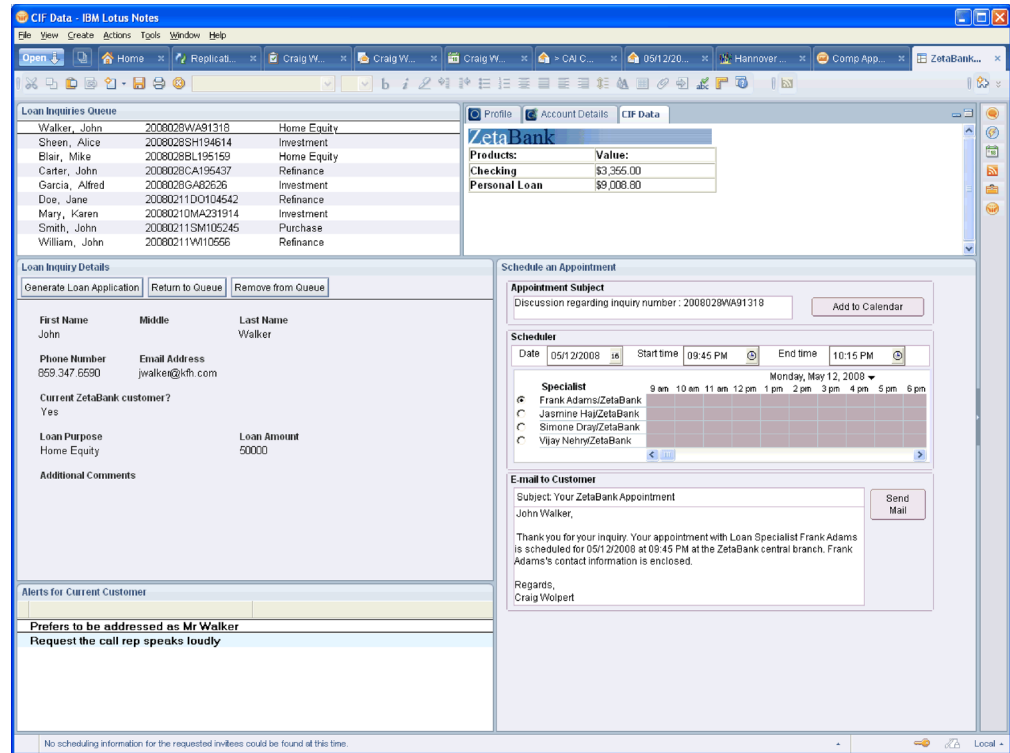 CIF Data - IBM Lotus Notes
File View Create Actions Tools Window Help
Open Home Replicati... Craig W... Craig W... Craig W... > CAI C... 05/12/20... Hannover... Comp App... ZetaBank...
Loan Inquiries Queue
Walker, John 2008028WA91318 Home Equity
Sheen, Alice 2008028SH194614 Investment
Blair, Mike 2008028BL195159 Home Equity
Carter, John 2008028CA195437 Refinance
Garcia, Alfred 2008028GA82626 Investment
Doe, Jane 20080211DO104542 Refinance
Mary, Karen 20080210MA231914 Investment
Smith, John 20080211SM105245 Purchase
William, John 20080211WI10556 Refinance
Profile Account Details CIF Data
ZetaBank
Products: Value:
Checking $3,355.00
Personal Loan $9,008.80
Loan Inquiry Details
Generate Loan Application Return to Queue Remove from Queue
First Name Middle Last Name
John Walker
Phone Number Email Address
859.347.6590 jwalker@kfh.com
Current ZetaBank customer?
Yes
Loan Purpose Loan Amount
Home Equity 50000
Additional Comments
Alerts for Current Customer
Prefers to be addressed as Mr Walker
Request the call rep speaks loudly
Schedule an Appointment
Appointment Subject
Discussion regarding inquiry number : 2008028WA91318
Add to Calendar
Scheduler
Date 05/12/2008 16 Start time 09:45 PM End time 10:15 PM
Monday, May 12, 2008
Specialist 9 am 10 am 11 am 12 pm 1 pm 2 pm 3 pm 4 pm 5 pm 6 pm
Frank Adams/ZetaBank
Jasmine Haj/ZetaBank
Simone Dray/ZetaBank
Vijay Nehry/ZetaBank
E-mail to Customer
Subject: Your ZetaBank Appointment
Send
Mail
John Walker,
Thank you for your inquiry. Your appointment with Loan Specialist Frank Adams
is scheduled for 05/12/2008 at 09:45 PM at the ZetaBank central branch. Frank
Adams's contact information is enclosed.
Regards,
Craig Wolpert
No scheduling information for the requested invitees could be found at this time.
Local